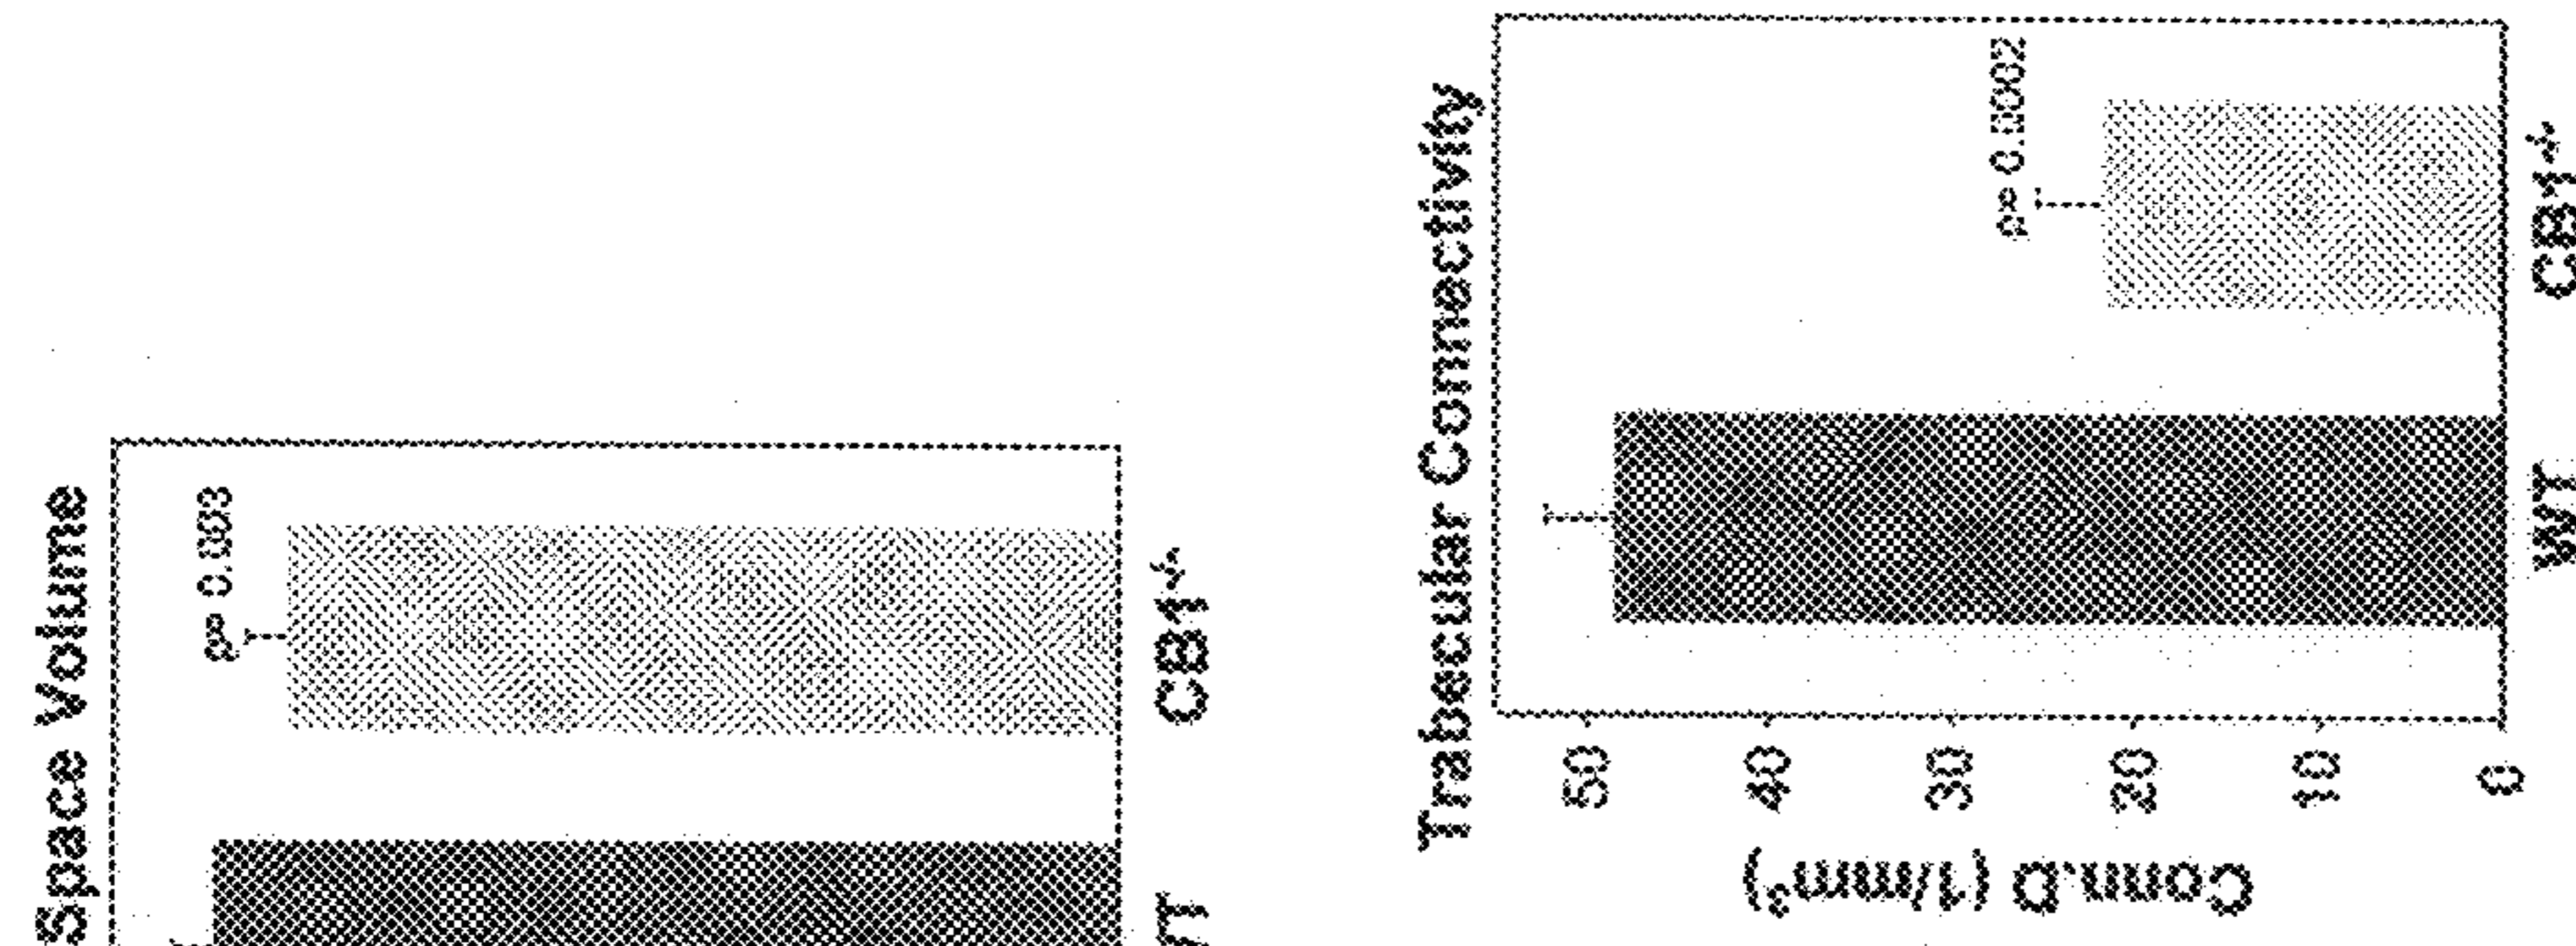 Space Volume
p= 0.003
CB1-/-
Trabecular Connectivity
Conn.D (1/mm³)
50
40
30
20
10
0
p= 0.0002
WT
CB1-/-